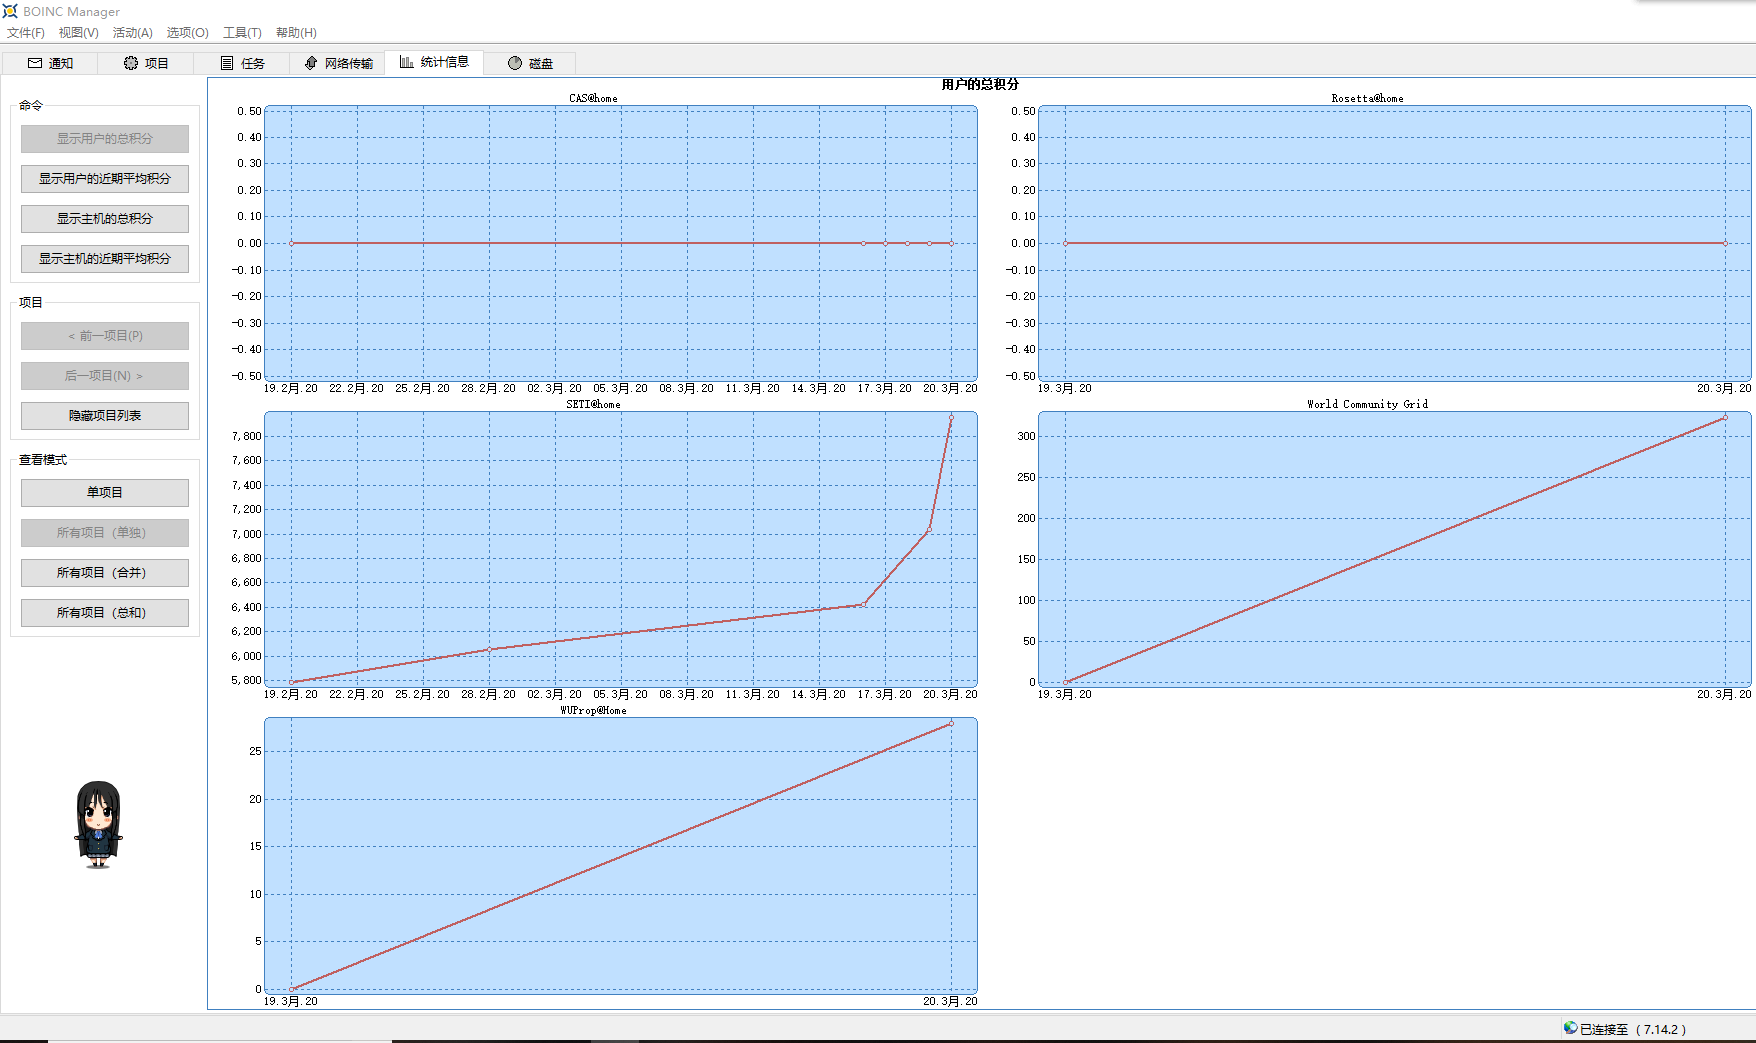 BOINC Manager
文件(F) 视图(V) 活动(A) 选项(O) 工具(T) 帮助(H)
通知 项目 任务 网络传输 统计信息 磁盘
命令
显示用户的总积分
显示用户的近期平均积分
显示主机的总积分
显示主机的近期平均积分
项目
< 前一项目(P)
后一项目(N) >
隐藏项目列表
查看模式
单项目
所有项目（单独）
所有项目（合并）
所有项目（总和）
用户的总积分
CAS@home
0.50
0.40
0.30
0.20
0.10
0.00
-0.10
-0.20
-0.30
-0.40
-0.50
19.2月.20 22.2月.20 25.2月.20 28.2月.20 02.3月.20 05.3月.20 08.3月.20 11.3月.20 14.3月.20 17.3月.20 20.3月.20
Rosetta@home
0.50
0.40
0.30
0.20
0.10
0.00
-0.10
-0.20
-0.30
-0.40
-0.50
19.3月.20 20.3月.20
SETI@home
7,800
7,600
7,400
7,200
7,000
6,800
6,600
6,400
6,200
6,000
5,800
19.2月.20 22.2月.20 25.2月.20 28.2月.20 02.3月.20 05.3月.20 08.3月.20 11.3月.20 14.3月.20 17.3月.20 20.3月.20
World Community Grid
300
250
200
150
100
50
0
19.3月.20 20.3月.20
WUProp@Home
25
20
15
10
5
0
19.3月.20 20.3月.20
已连接至 （7.14.2）